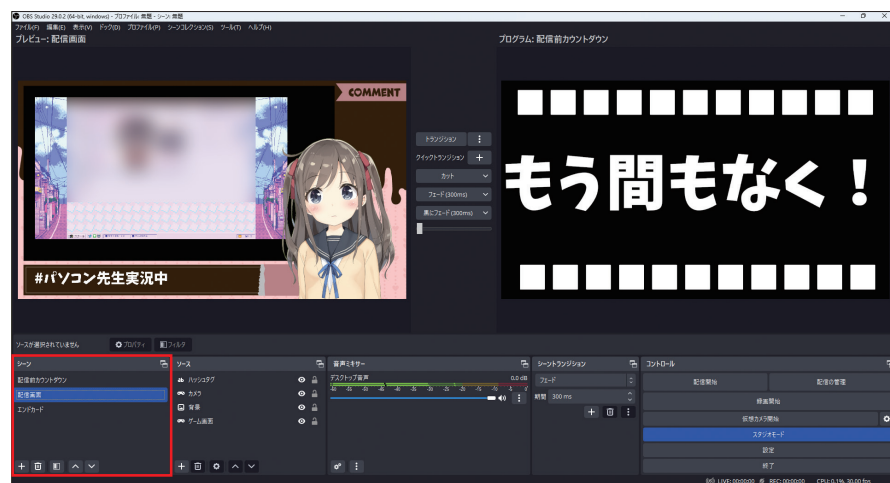 OBS Studio 29.0.2 (64-bit, windows) - プロファイル: 無題 - シーン: 無題
ファイル(F) 編集(E) 表示(V) ドック(D) プロファイル(P) シーンコレクション(S) ツール(T) ヘルプ(H)
プレビュー: 配信画面
プログラム: 配信前カウントダウン
COMMENT
#パソコン先生実況中
トランジション
クイックトランジション
カット
フェード(300ms)
黒にフェード(300ms)
もう間もなく！
ソースが選択されていません
プロパティ
フィルタ
シーン
配信前カウントダウン
配信画面
エンドカード
ソース
ab ハッシュタグ
カメラ
背景
ゲーム画面
音声ミキサー
デスクトップ音声
0.0 dB
シーントランジション
フェード
期間 300 ms
コントロール
配信開始
配信の管理
録画開始
仮想カメラ開始
スタジオモード
設定
終了
LIVE: 00:00:00
REC: 00:00:00
CPU: 0.1%, 30.00 fps